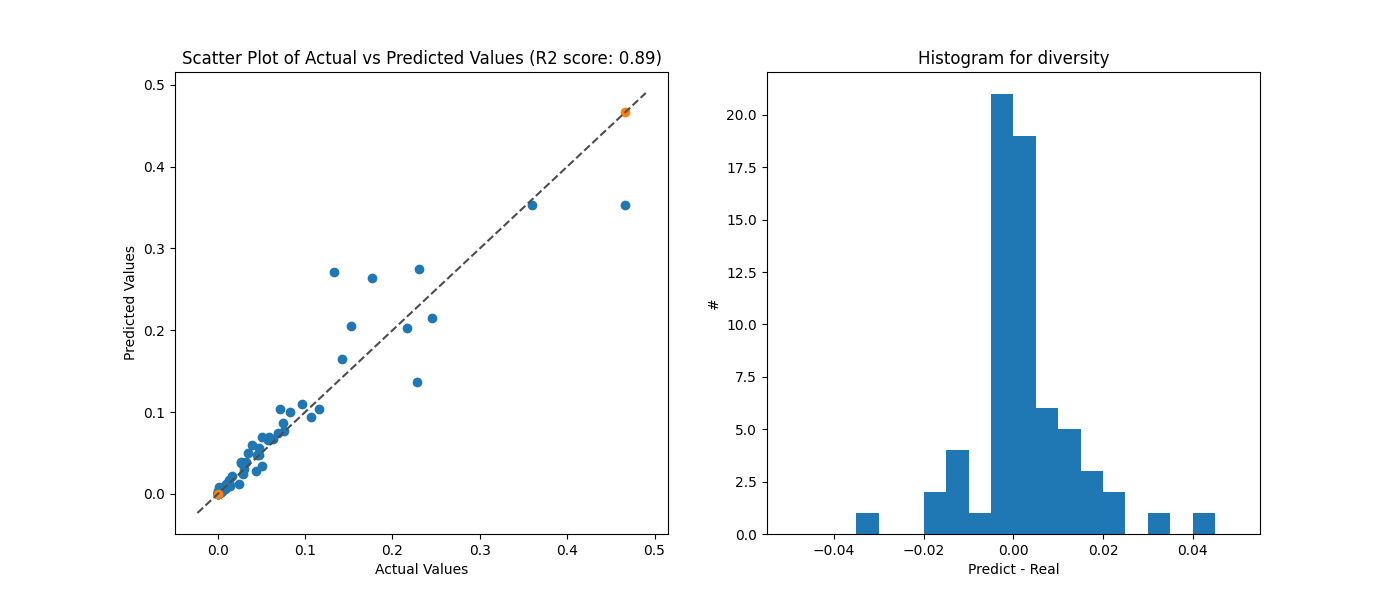 Scatter Plot of Actual vs Predicted Values (R2 score: 0.89)
0.5
0.4
0.3
0.2
0.1
0.0
Predicted Values
0.0 0.1 0.2 0.3 0.4 0.5
Actual Values
Histogram for diversity
20.0
17.5
15.0
12.5
10.0
7.5
5.0
2.5
0.0
#
−0.04 −0.02 0.00 0.02 0.04
Predict - Real